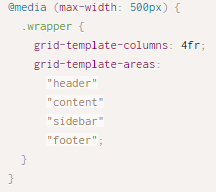 @media (max-width: 500px) {
  .wrapper {
    grid-template-columns: 4fr;
    grid-template-areas:
      "header"
      "content"
      "sidebar"
      "footer";
  }
}